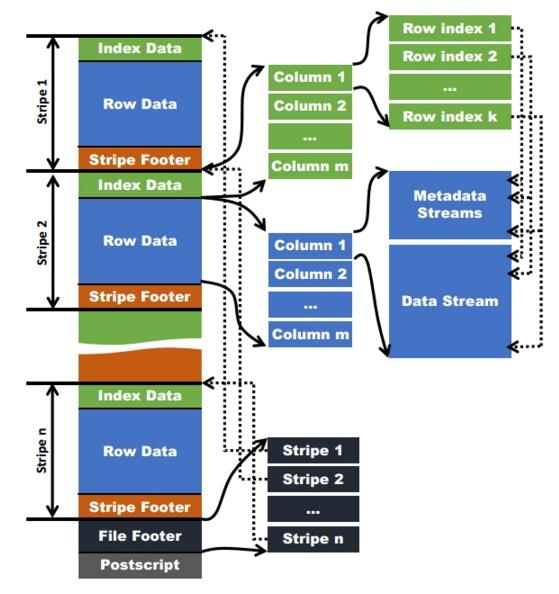 Stripe 1
Index Data
Row Data
Stripe Footer
Stripe 2
Index Data
Row Data
Stripe Footer
Stripe n
Index Data
Row Data
Stripe Footer
File Footer
Postscript
Column 1
Column 2
...
Column m
Row index 1
Row index 2
...
Row index k
Column 1
Column 2
...
Column m
Metadata
Streams
Data Stream
Stripe 1
Stripe 2
...
Stripe n